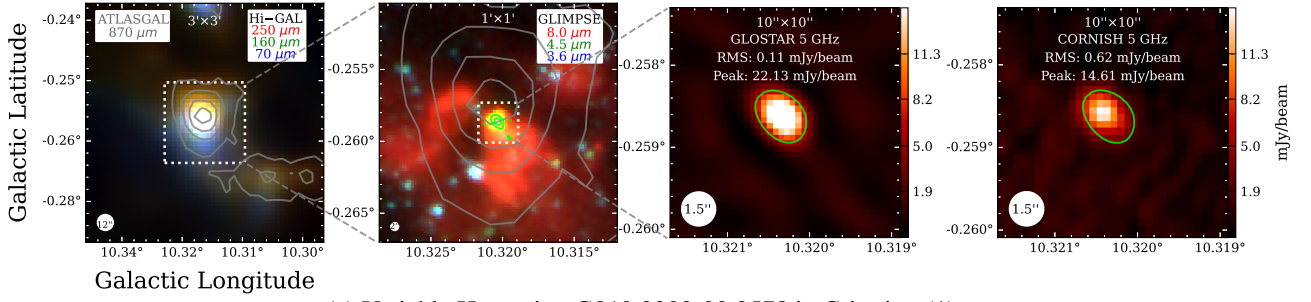 Galactic Latitude
Galactic Longitude
-0.24°
-0.25°
-0.26°
-0.28°
10.34°
10.32°
10.31°
10.30°
ATLASGAL
870 μm
3'×3'
Hi−GAL
250 μm
160 μm
70 μm
12"
-0.255°
-0.260°
-0.265°
10.325°
10.320°
10.315°
1'×1'
GLIMPSE
8.0 μm
4.5 μm
3.6 μm
2"
-0.258°
-0.259°
-0.260°
10.321°
10.320°
10.319°
10''×10''
GLOSTAR 5 GHz
RMS: 0.11 mJy/beam
Peak: 22.13 mJy/beam
1.5''
11.3
8.2
5.0
1.9
-0.258°
-0.259°
-0.260°
10.321°
10.320°
10.319°
10''×10''
CORNISH 5 GHz
RMS: 0.62 mJy/beam
Peak: 14.61 mJy/beam
1.5''
11.3
8.2
5.0
1.9
mJy/beam